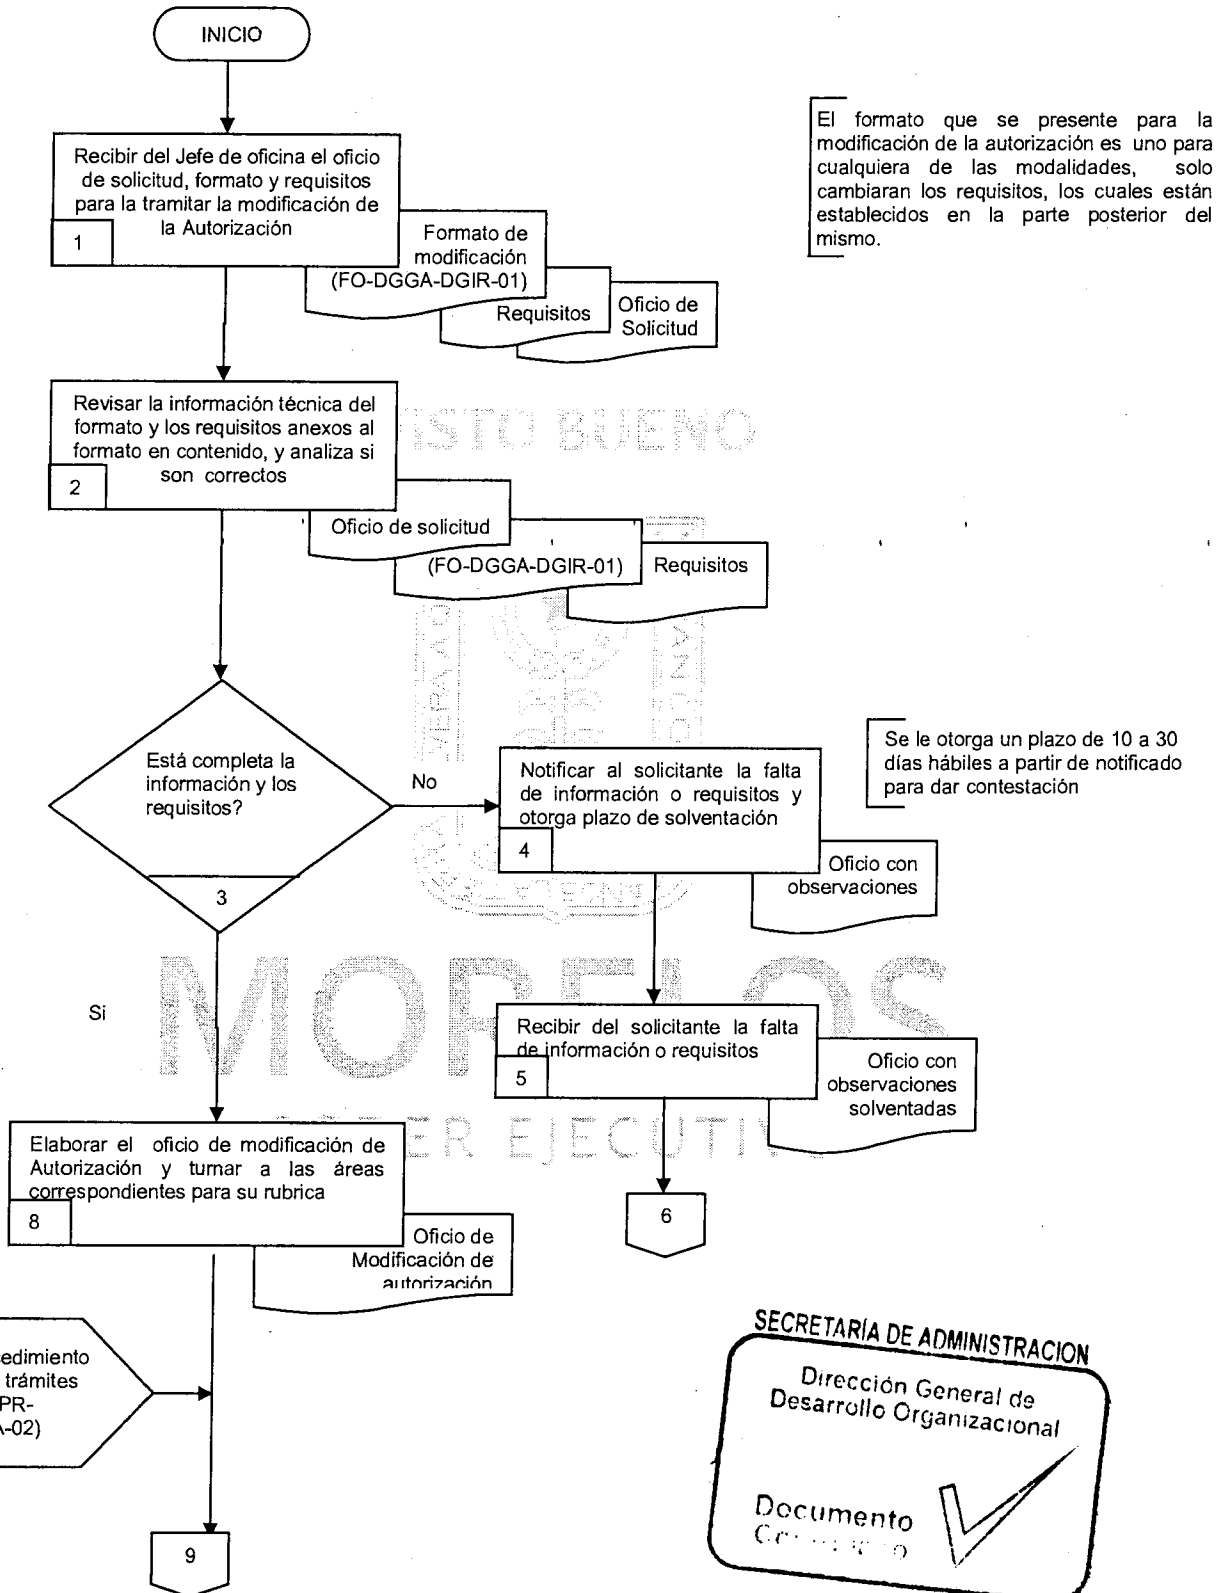 INICIO
Recibir del Jefe de oficina el oficio
de solicitud, formato y requisitos
para la tramitar la modificación de
la Autorización
1
Formato de
modificación
(FO-DGGA-DGIR-01)
Requisitos
Oficio de
Solicitud
El formato que se presente para la
modificación de la autorización es uno para
cualquiera de las modalidades, solo
cambiaran los requisitos, los cuales están
establecidos en la parte posterior del
mismo.
Revisar la información técnica del
formato y los requisitos anexos al
formato en contenido, y analiza si
son correctos
2
BUENO
Oficio de solicitud
(FO-DGGA-DGIR-01)
Requisitos
Está completa la
información y los
requisitos?
3
No
Notificar al solicitante la falta
de información o requisitos y
otorga plazo de solventación
4
Se le otorga un plazo de 10 a 30
días hábiles a partir de notificado
para dar contestación
Oficio con
observaciones
MORELOS
Si
Recibir del solicitante la falta
de información o requisitos
5
Oficio con
observaciones
solventadas
6
Elaborar el oficio de modificación de
Autorización y turnar a las áreas
correspondientes para su rubrica
8
Oficio de
Modificación de
autorización
edimiento
trámites
PR-
-02)
9
SECRETARÍA DE ADMINISTRACION
Dirección General de
Desarrollo Organizacional
Documento